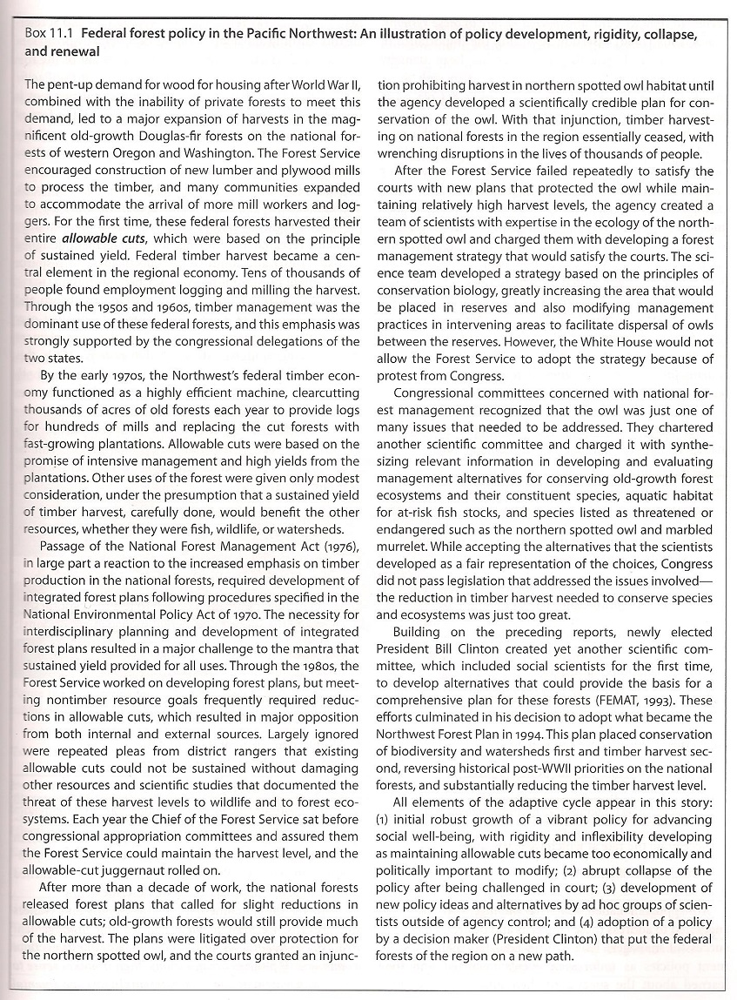 Box 11.1 Federal forest policy in the Pacific Northwest: An illustration of policy development, rigidity, collapse,
and renewal
The pent-up demand for wood for housing after World War II,
combined with the inability of private forests to meet this
demand, led to a major expansion of harvests in the mag-
nificent old-growth Douglas-fir forests on the national for-
ests of western Oregon and Washington. The Forest Service
encouraged construction of new lumber and plywood mills
to process the timber, and many communities expanded
to accommodate the arrival of more mill workers and log-
gers. For the first time, these federal forests harvested their
entire allowable cuts, which were based on the principle
of sustained yield. Federal timber harvest became a cen-
tral element in the regional economy. Tens of thousands of
people found employment logging and milling the harvest.
Through the 1950s and 1960s, timber management was the
dominant use of these federal forests, and this emphasis was
strongly supported by the congressional delegations of the
two states.
By the early 1970s, the Northwest's federal timber econ-
omy functioned as a highly efficient machine, clearcutting
thousands of acres of old forests each year to provide logs
for hundreds of mills and replacing the cut forests with
fast-growing plantations. Allowable cuts were based on the
promise of intensive management and high yields from the
plantations. Other uses of the forest were given only modest
consideration, under the presumption that a sustained yield
of timber harvest, carefully done, would benefit the other
resources, whether they were fish, wildlife, or watersheds.
Passage of the National Forest Management Act (1976),
in large part a reaction to the increased emphasis on timber
production in the national forests, required development of
integrated forest plans following procedures specified in the
National Environmental Policy Act of 1970. The necessity for
interdisciplinary planning and development of integrated
forest plans resulted in a major challenge to the mantra that
sustained yield provided for all uses. Through the 1980s, the
Forest Service worked on developing forest plans, but meet-
ing nontimber resource goals frequently required reduc-
tions in allowable cuts, which resulted in major opposition
from both internal and external sources. Largely ignored
were repeated pleas from district rangers that existing
allowable cuts could not be sustained without damaging
other resources and scientific studies that documented the
threat of these harvest levels to wildlife and to forest eco-
systems. Each year the Chief of the Forest Service sat before
congressional appropriation committees and assured them
the Forest Service could maintain the harvest level, and the
allowable-cut juggernaut rolled on.
After more than a decade of work, the national forests
released forest plans that called for slight reductions in
allowable cuts; old-growth forests would still provide much
of the harvest. The plans were litigated over protection for
the northern spotted owl, and the courts granted an injunc-
tion prohibiting harvest in northern spotted owl habitat until
the agency developed a scientifically credible plan for con-
servation of the owl. With that injunction, timber harvest-
ing on national forests in the region essentially ceased, with
wrenching disruptions in the lives of thousands of people.
After the Forest Service failed repeatedly to satisfy the
courts with new plans that protected the owl while main-
taining relatively high harvest levels, the agency created a
team of scientists with expertise in the ecology of the north-
ern spotted owl and charged them with developing a forest
management strategy that would satisfy the courts. The sci-
ence team developed a strategy based on the principles of
conservation biology, greatly increasing the area that would
be placed in reserves and also modifying management
practices in intervening areas to facilitate dispersal of owls
between the reserves. However, the White House would not
allow the Forest Service to adopt the strategy because of
protest from Congress.
Congressional committees concerned with national for-
est management recognized that the owl was just one of
many issues that needed to be addressed. They chartered
another scientific committee and charged it with synthe-
sizing relevant information in developing and evaluating
management alternatives for conserving old-growth forest
ecosystems and their constituent species, aquatic habitat
for at-risk fish stocks, and species listed as threatened or
endangered such as the northern spotted owl and marbled
murrelet. While accepting the alternatives that the scientists
developed as a fair representation of the choices, Congress
did not pass legislation that addressed the issues involved—
the reduction in timber harvest needed to conserve species
and ecosystems was just too great.
Building on the preceding reports, newly elected
President Bill Clinton created yet another scientific com-
mittee, which included social scientists for the first time,
to develop alternatives that could provide the basis for a
comprehensive plan for these forests (FEMAT, 1993). These
efforts culminated in his decision to adopt what became the
Northwest Forest Plan in 1994. This plan placed conservation
of biodiversity and watersheds first and timber harvest sec-
ond, reversing historical post-WWII priorities on the national
forests, and substantially reducing the timber harvest level.
All elements of the adaptive cycle appear in this story:
(1) initial robust growth of a vibrant policy for advancing
social well-being, with rigidity and inflexibility developing
as maintaining allowable cuts became too economically and
politically important to modify; (2) abrupt collapse of the
policy after being challenged in court; (3) development of
new policy ideas and alternatives by ad hoc groups of scien-
tists outside of agency control; and (4) adoption of a policy
by a decision maker (President Clinton) that put the federal
forests of the region on a new path.